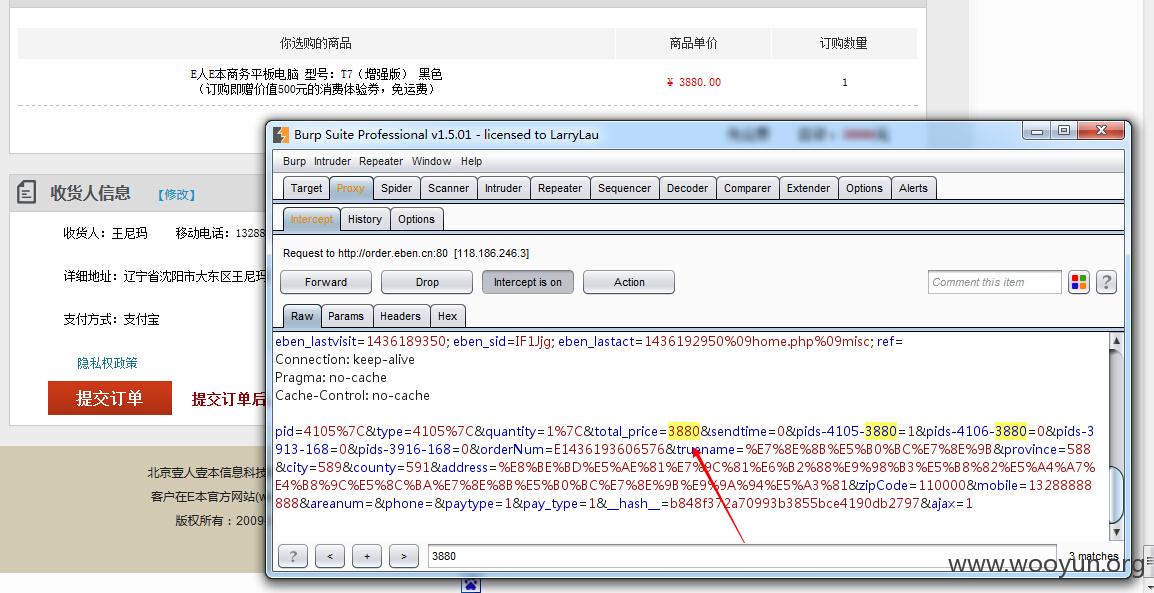 你选购的商品 商品单价 订购数量
E人E本商务平板电脑 型号：T7（增强版） 黑色
（订购即赠价值500元的消费体验券，免运费）
¥ 3880.00 1
收货人信息 【修改】
收货人：王尼玛 移动电话：13288
详细地址：辽宁省沈阳市大东区王尼玛
支付方式：支付宝
隐私权政策
提交订单 提交订单后
北京壹人壹本信息科技
客户在E本官方网站(w
版权所有：2009
Burp Suite Professional v1.5.01 - licensed to LarryLau
Burp Intruder Repeater Window Help
Target Proxy Spider Scanner Intruder Repeater Sequencer Decoder Comparer Extender Options Alerts
Intercept History Options
Request to http://order.eben.cn:80 [118.186.246.3]
Forward Drop Intercept is on Action Comment this item ?
Raw Params Headers Hex
eben_lastvisit=1436189350; eben_sid=IF1Jjg; eben_lastact=1436192950%09home.php%09misc; ref=
Connection: keep-alive
Pragma: no-cache
Cache-Control: no-cache
pid=4105%7C&type=4105%7C&quantity=1%7C&total_price=3880&sendtime=0&pids-4105-3880=1&pids-4106-3880=0&pids-3
913-168=0&pids-3916-168=0&orderNum=E1436193606576&truename=%E7%8E%8B%E5%B0%BC%E7%8E%9B&province=588
&city=589&county=591&address=%E8%BE%BD%E5%AE%81%E7%9C%81%E6%B2%88%E9%98%B3%E5%B8%82%E5%A4%A7%
E4%B8%9C%E5%8C%BA%E7%8E%8B%E5%B0%BC%E7%8E%9B%E9%9A%94%E5%A3%81&zipCode=110000&mobile=13288888
888&areanum=&phone=&paytype=1&pay_type=1&__hash__=b848f372a70993b3855bce4190db2797&ajax=1
? < + > 3880 3 matches
www.wooyun.org